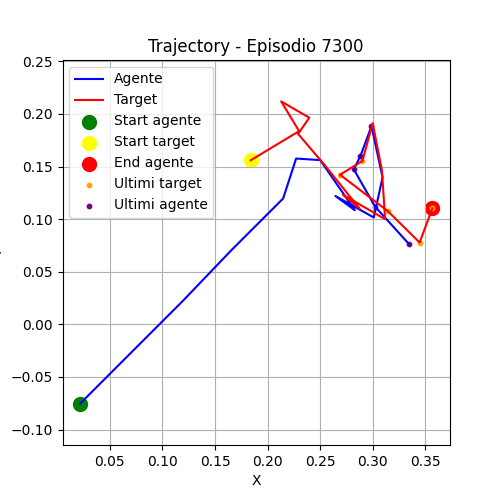 Trajectory - Episodio 7300
0.25
0.20
0.15
0.10
0.05
0.00
−0.05
−0.10
Agente
Target
Start agente
Start target
End agente
Ultimi target
Ultimi agente
0.05 0.10 0.15 0.20 0.25 0.30 0.35
X